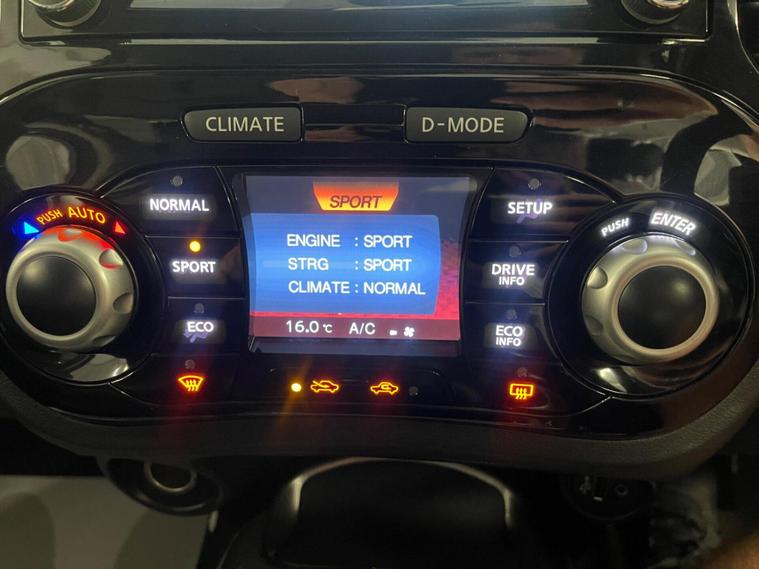 CLIMATE
D-MODE
PUSH AUTO
NORMAL
SPORT
SETUP
PUSH ENTER
ENGINE : SPORT
STRG : SPORT
CLIMATE : NORMAL
SPORT
DRIVE
INFO
ECO
16.0℃ A/C
ECO
INFO